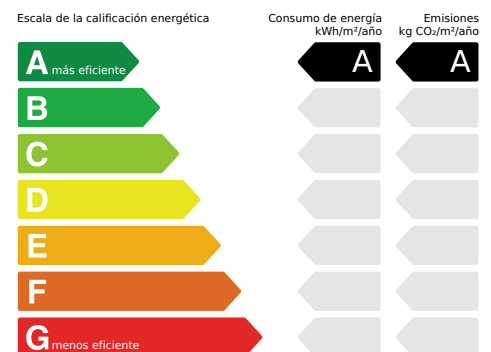 Escala de la calificación energética
Consumo de energía
kWh/m²/año
Emisiones
kg CO₂/m²/año
A más eficiente
A
A
B
C
D
E
F
G menos eficiente